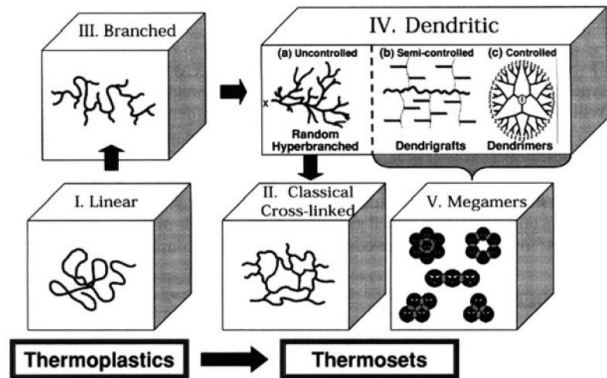 III. Branched
IV. Dendritic
(a) Uncontrolled
(b) Semi-controlled
(c) Controlled
X
Random
Hyperbranched
Dendrigrafts
Dendrimers
I. Linear
II. Classical
Cross-linked
V. Megamers
Thermoplastics
Thermosets